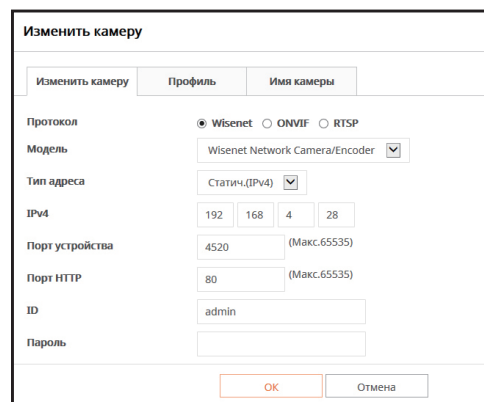 Изменить камеру
Изменить камеру Профиль Имя камеры
Протокол Wisenet ONVIF RTSP
Модель Wisenet Network Camera/Encoder
Тип адреса Статич.(IPv4)
IPv4 192 168 4 28
Порт устройства 4520 (Макс.65535)
Порт HTTP 80 (Макс.65535)
ID admin
Пароль
ОК Отмена